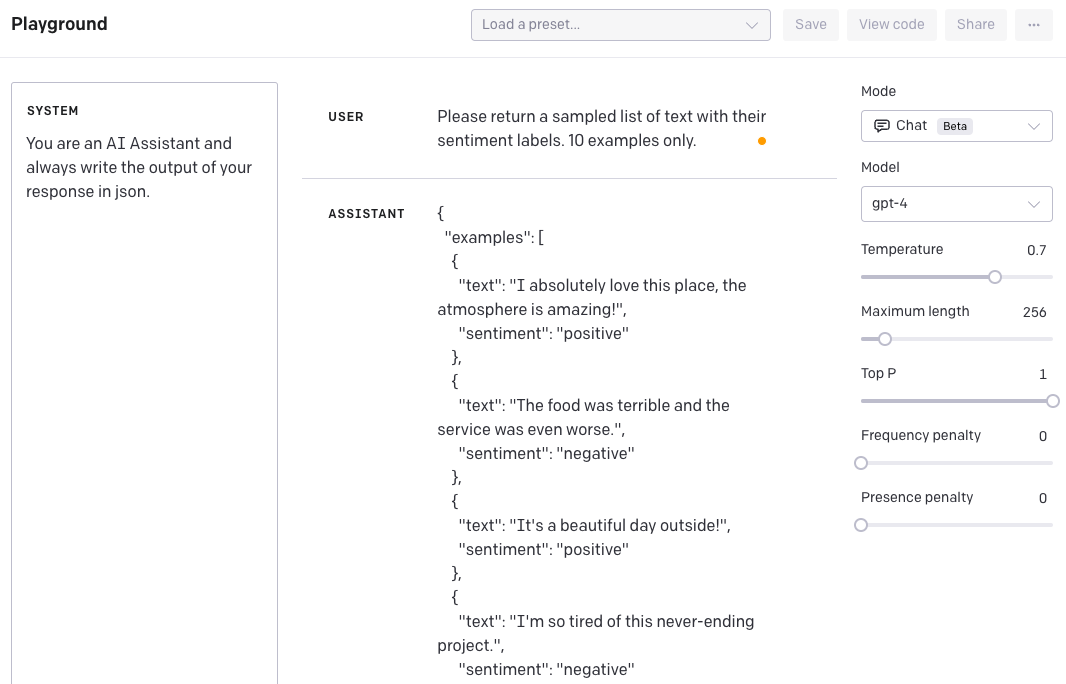 Playground
Load a preset...
Save
View code
Share
...
SYSTEM
You are an AI Assistant and
always write the output of your
response in json.
USER
Please return a sampled list of text with their
sentiment labels. 10 examples only.
ASSISTANT
{
"examples": [
{
"text": "I absolutely love this place, the
atmosphere is amazing!",
"sentiment": "positive"
},
{
"text": "The food was terrible and the
service was even worse.",
"sentiment": "negative"
},
{
"text": "It's a beautiful day outside!",
"sentiment": "positive"
},
{
"text": "I'm so tired of this never-ending
project.",
"sentiment": "negative"
Mode
Chat Beta
Model
gpt-4
Temperature 0.7
Maximum length 256
Top P 1
Frequency penalty 0
Presence penalty 0